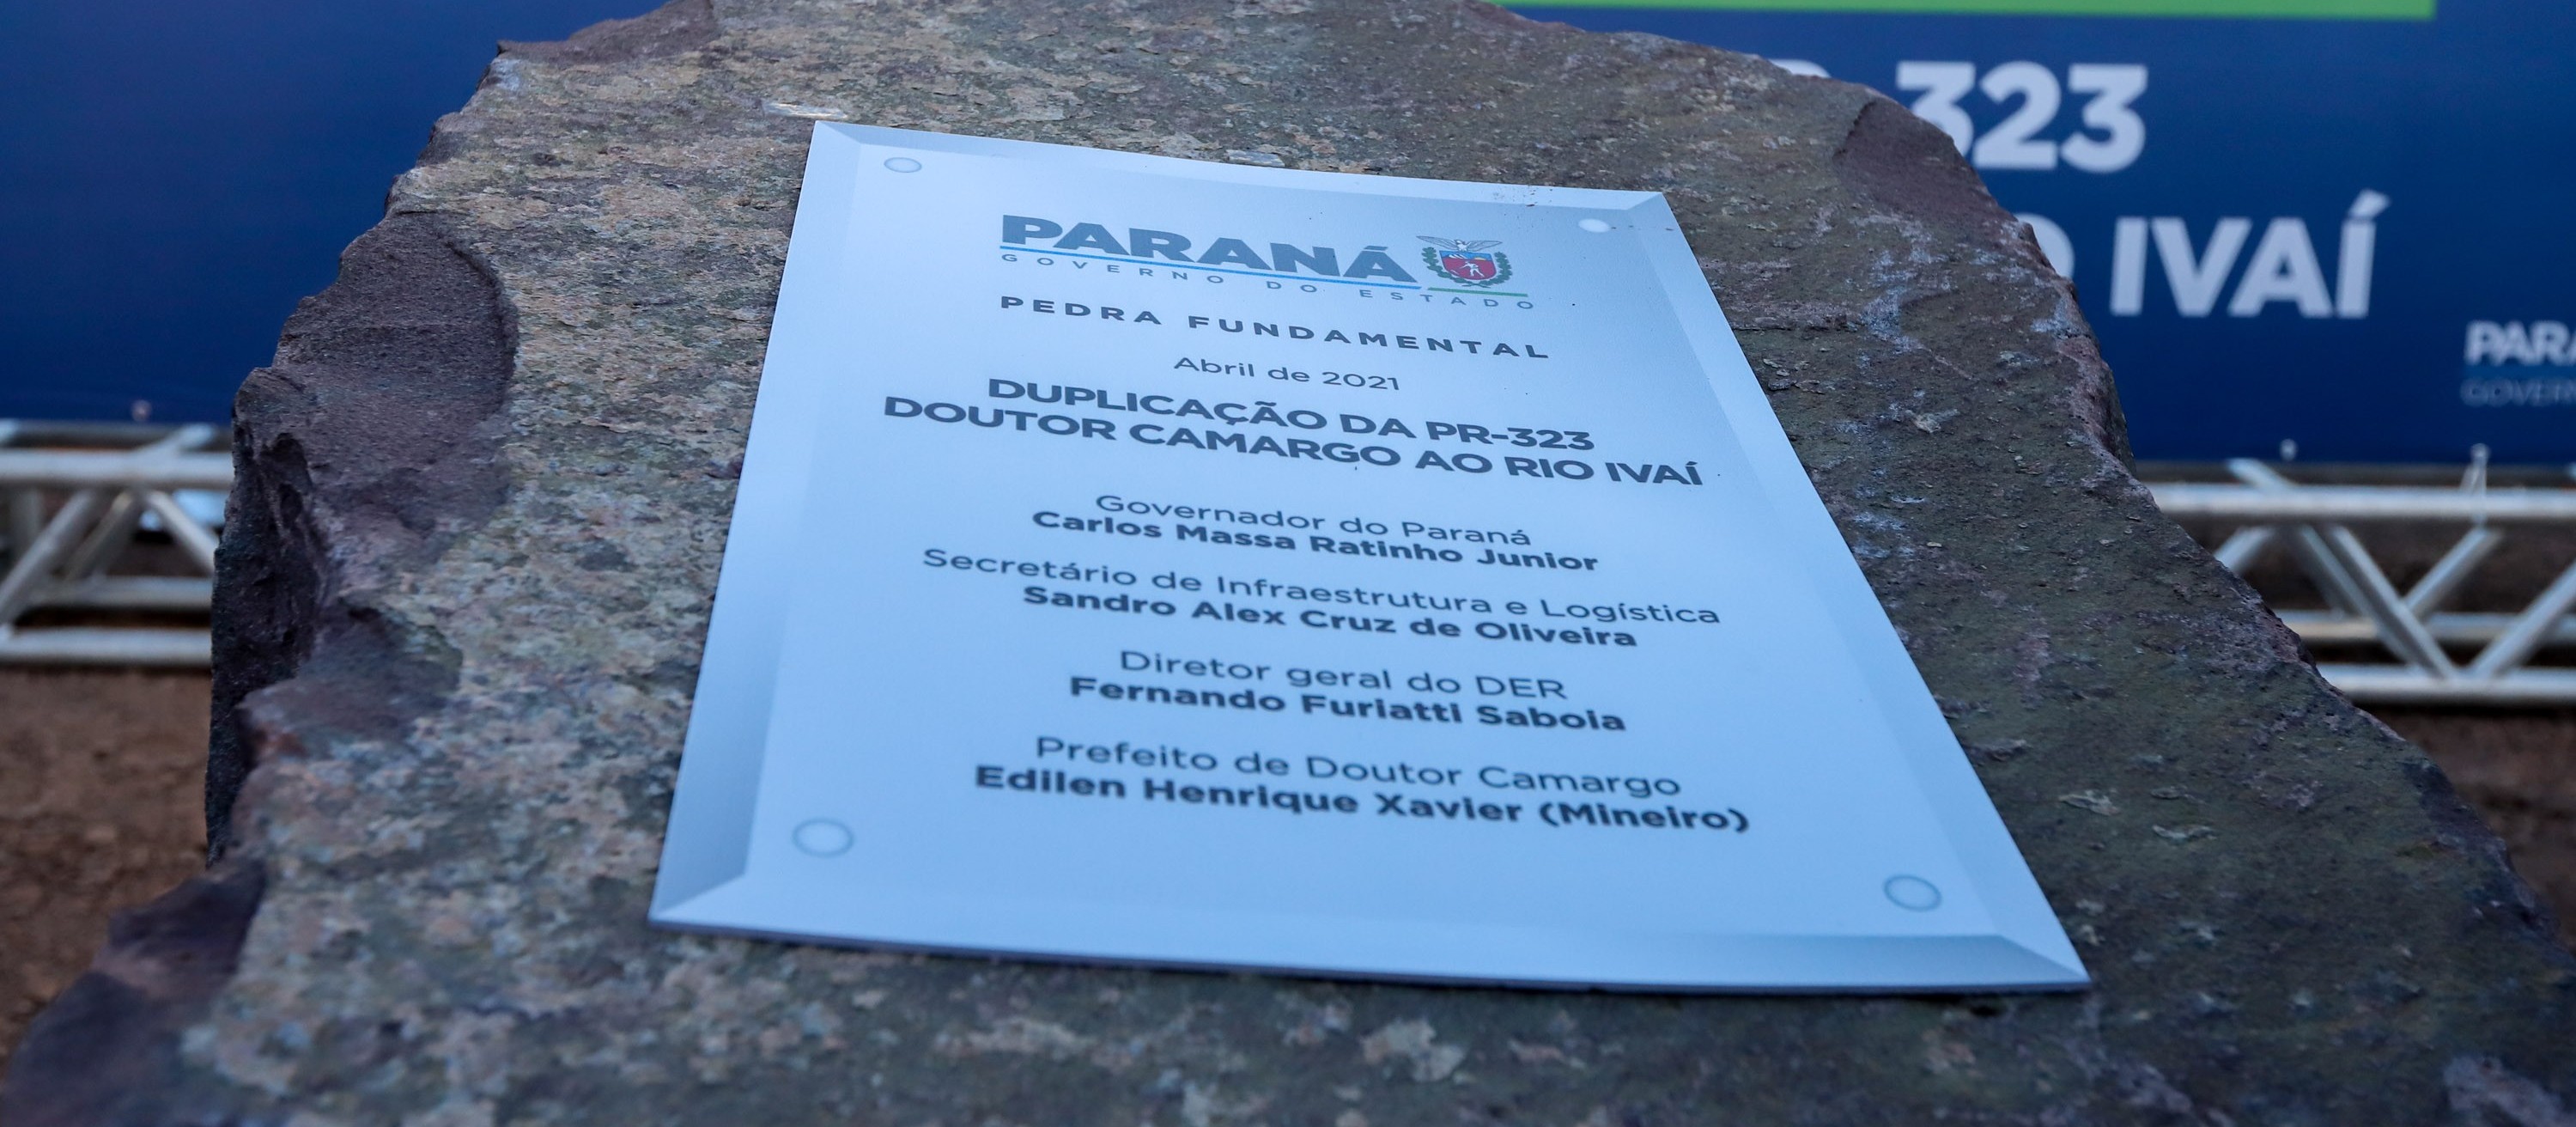 PARANÁ
GOVERNO DO ESTADO
PEDRA FUNDAMENTAL
Abril de 2021
DUPLICAÇÃO DA PR-323
DOUTOR CAMARGO AO RIO IVAÍ
Governador do Paraná
Carlos Massa Ratinho Junior
Secretário de Infraestrutura e Logística
Sandro Alex Cruz de Oliveira
Diretor geral do DER
Fernando Furiatti Saboia
Prefeito de Doutor Camargo
Edilen Henrique Xavier (Mineiro)
323
IVAÍ